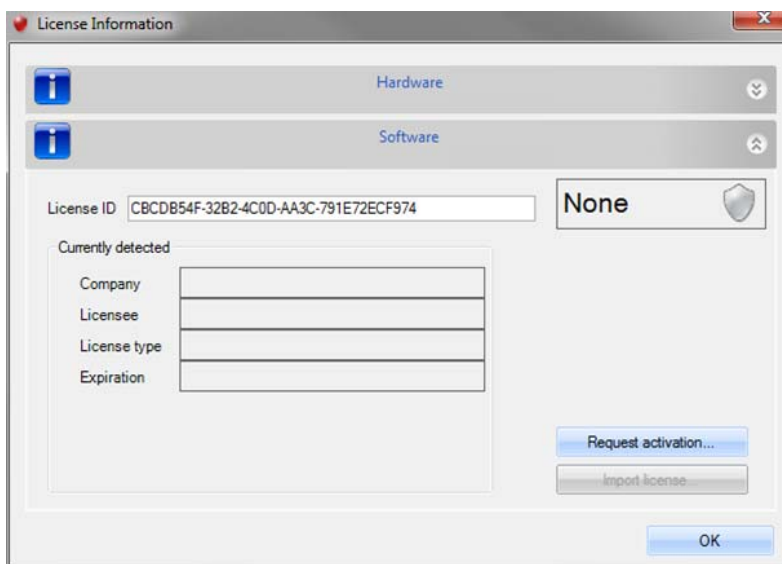 License Information
Hardware
Software
License ID CBCDB54F-32B2-4C0D-AA3C-791E72ECF974
None
Currently detected
Company
Licensee
License type
Expiration
Request activation...
Import license...
OK